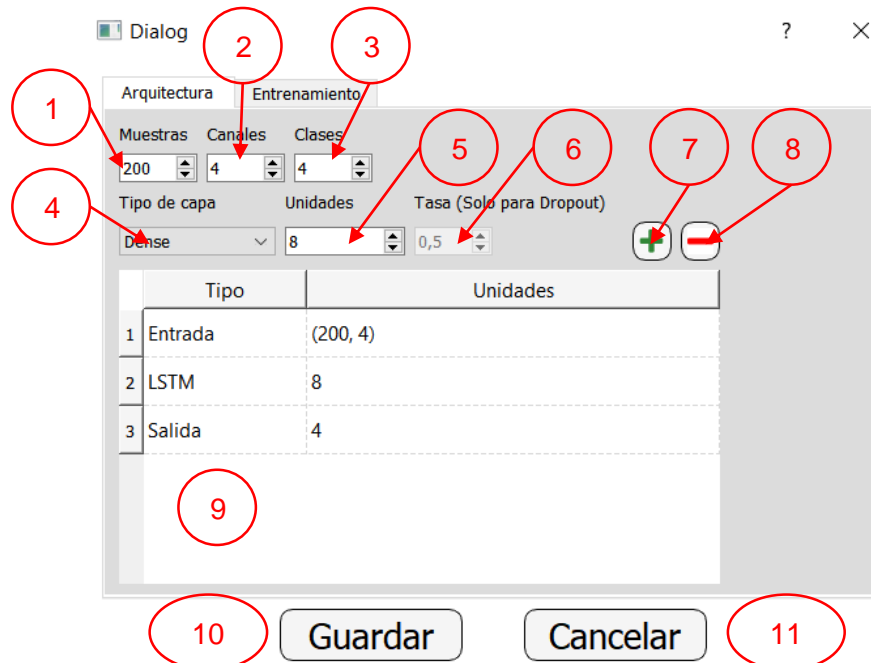 Dialog
?
2
3
Arquitectura
Entrenamiento
1
Muestras Canales Clases
200 4 4
5
6
7
8
4
Tipo de capa Unidades Tasa (Solo para Dropout)
Dense 8 0,5
Tipo Unidades
1 Entrada (200, 4)
2 LSTM 8
3 Salida 4
9
10 Guardar Cancelar 11